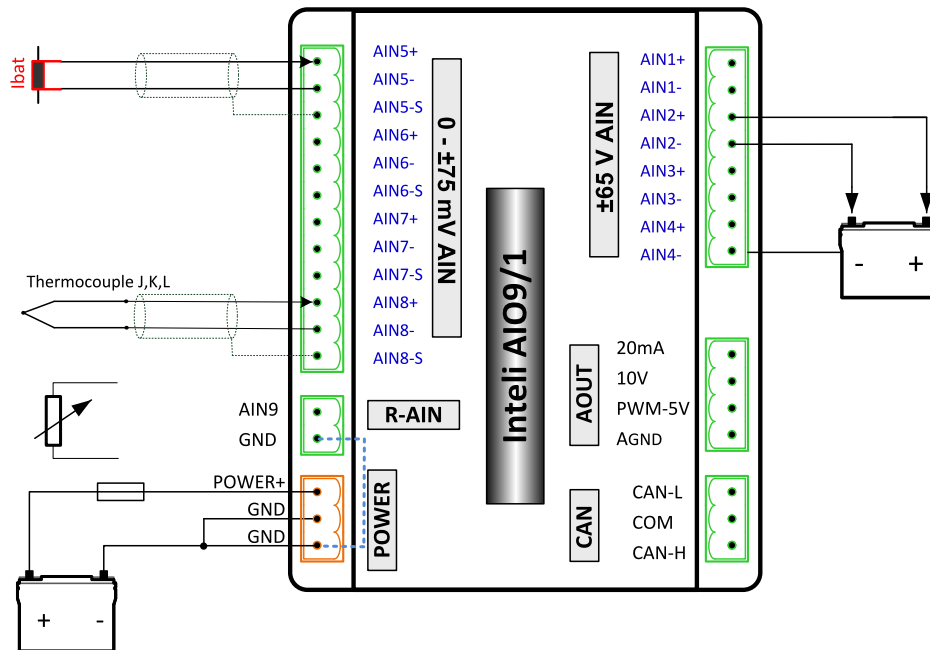 Ibat
AIN5+
AIN5-
AIN5-S
AIN6+
AIN6-
AIN6-S
AIN7+
AIN7-
AIN7-S
AIN8+
AIN8-
AIN8-S
0 - ±75 mV AIN
Thermocouple J,K,L
AIN9
GND
R-AIN
POWER+
GND
GND
POWER
+ -
Inteli AIO9/1
±65 V AIN
AIN1+
AIN1-
AIN2+
AIN2-
AIN3+
AIN3-
AIN4+
AIN4-
- +
AOUT
20mA
10V
PWM-5V
AGND
CAN
CAN-L
COM
CAN-H